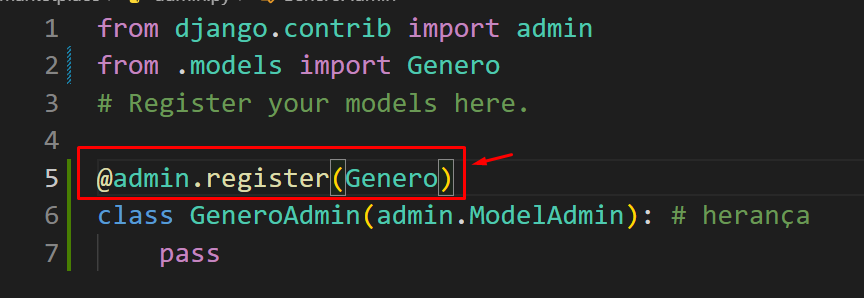 1 from django.contrib import admin
2 from .models import Genero
3 # Register your models here.
4
5 @admin.register(Genero)
6 class GeneroAdmin(admin.ModelAdmin): # herança
7 pass